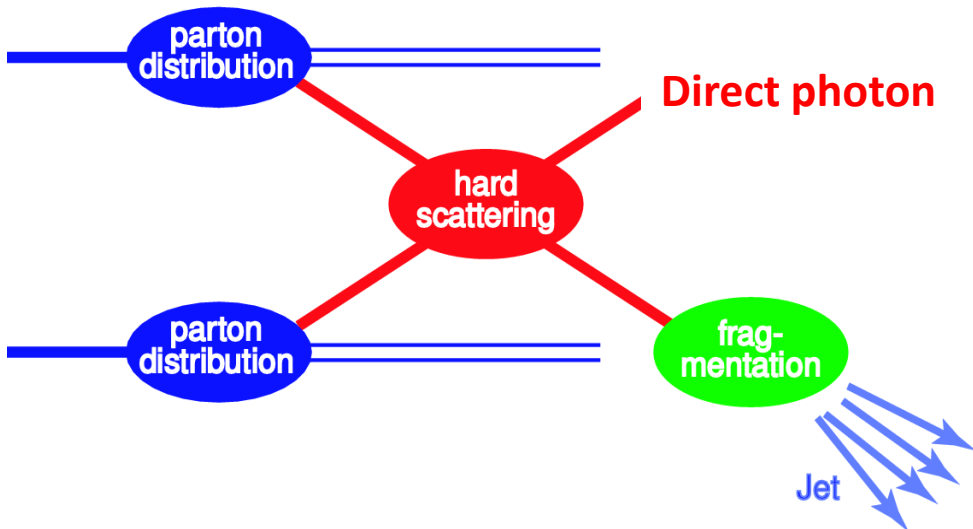 parton
distribution
Direct photon
hard
scattering
parton
distribution
frag-
mentation
Jet